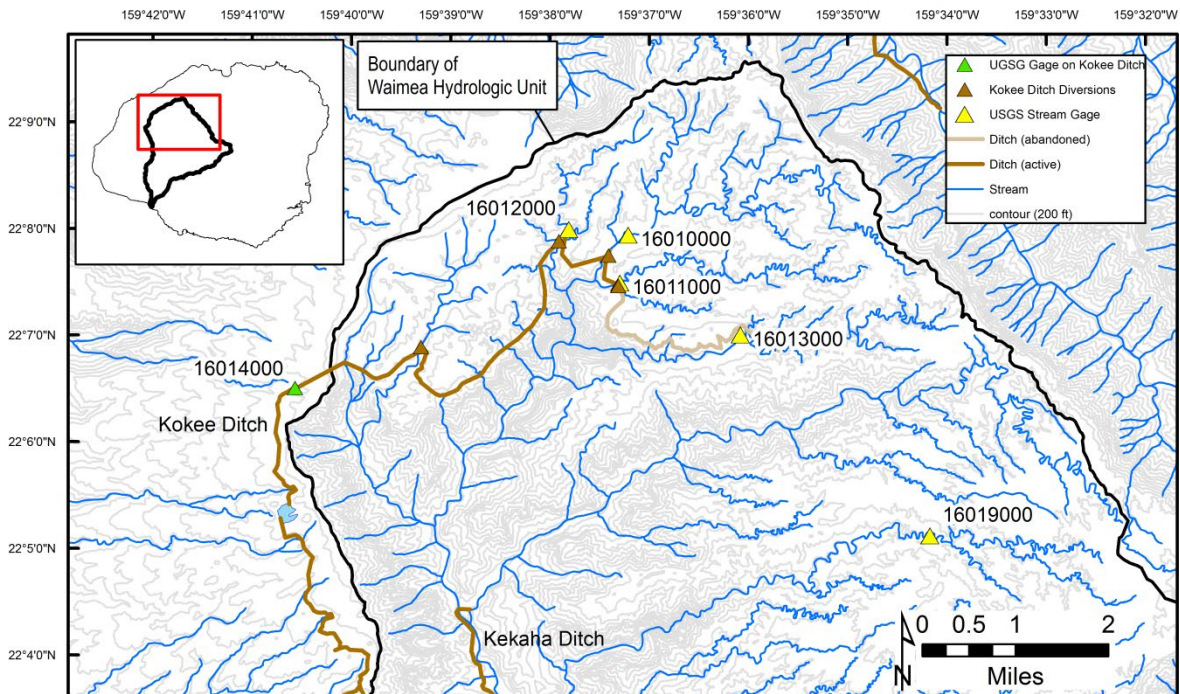 159°42'0"W
159°41'0"W
159°40'0"W
159°39'0"W
159°38'0"W
159°37'0"W
159°36'0"W
159°35'0"W
159°34'0"W
159°33'0"W
159°32'0"W
Boundary of
Waimea Hydrologic Unit
UGSG Gage on Kokee Ditch
Kokee Ditch Diversions
USGS Stream Gage
Ditch (abandoned)
Ditch (active)
Stream
contour (200 ft)
22°9'0"N
22°8'0"N
22°7'0"N
22°6'0"N
22°5'0"N
22°4'0"N
16012000
16010000
16011000
16013000
16014000
Kokee Ditch
16019000
Kekaha Ditch
N
0 0.5 1 2
Miles